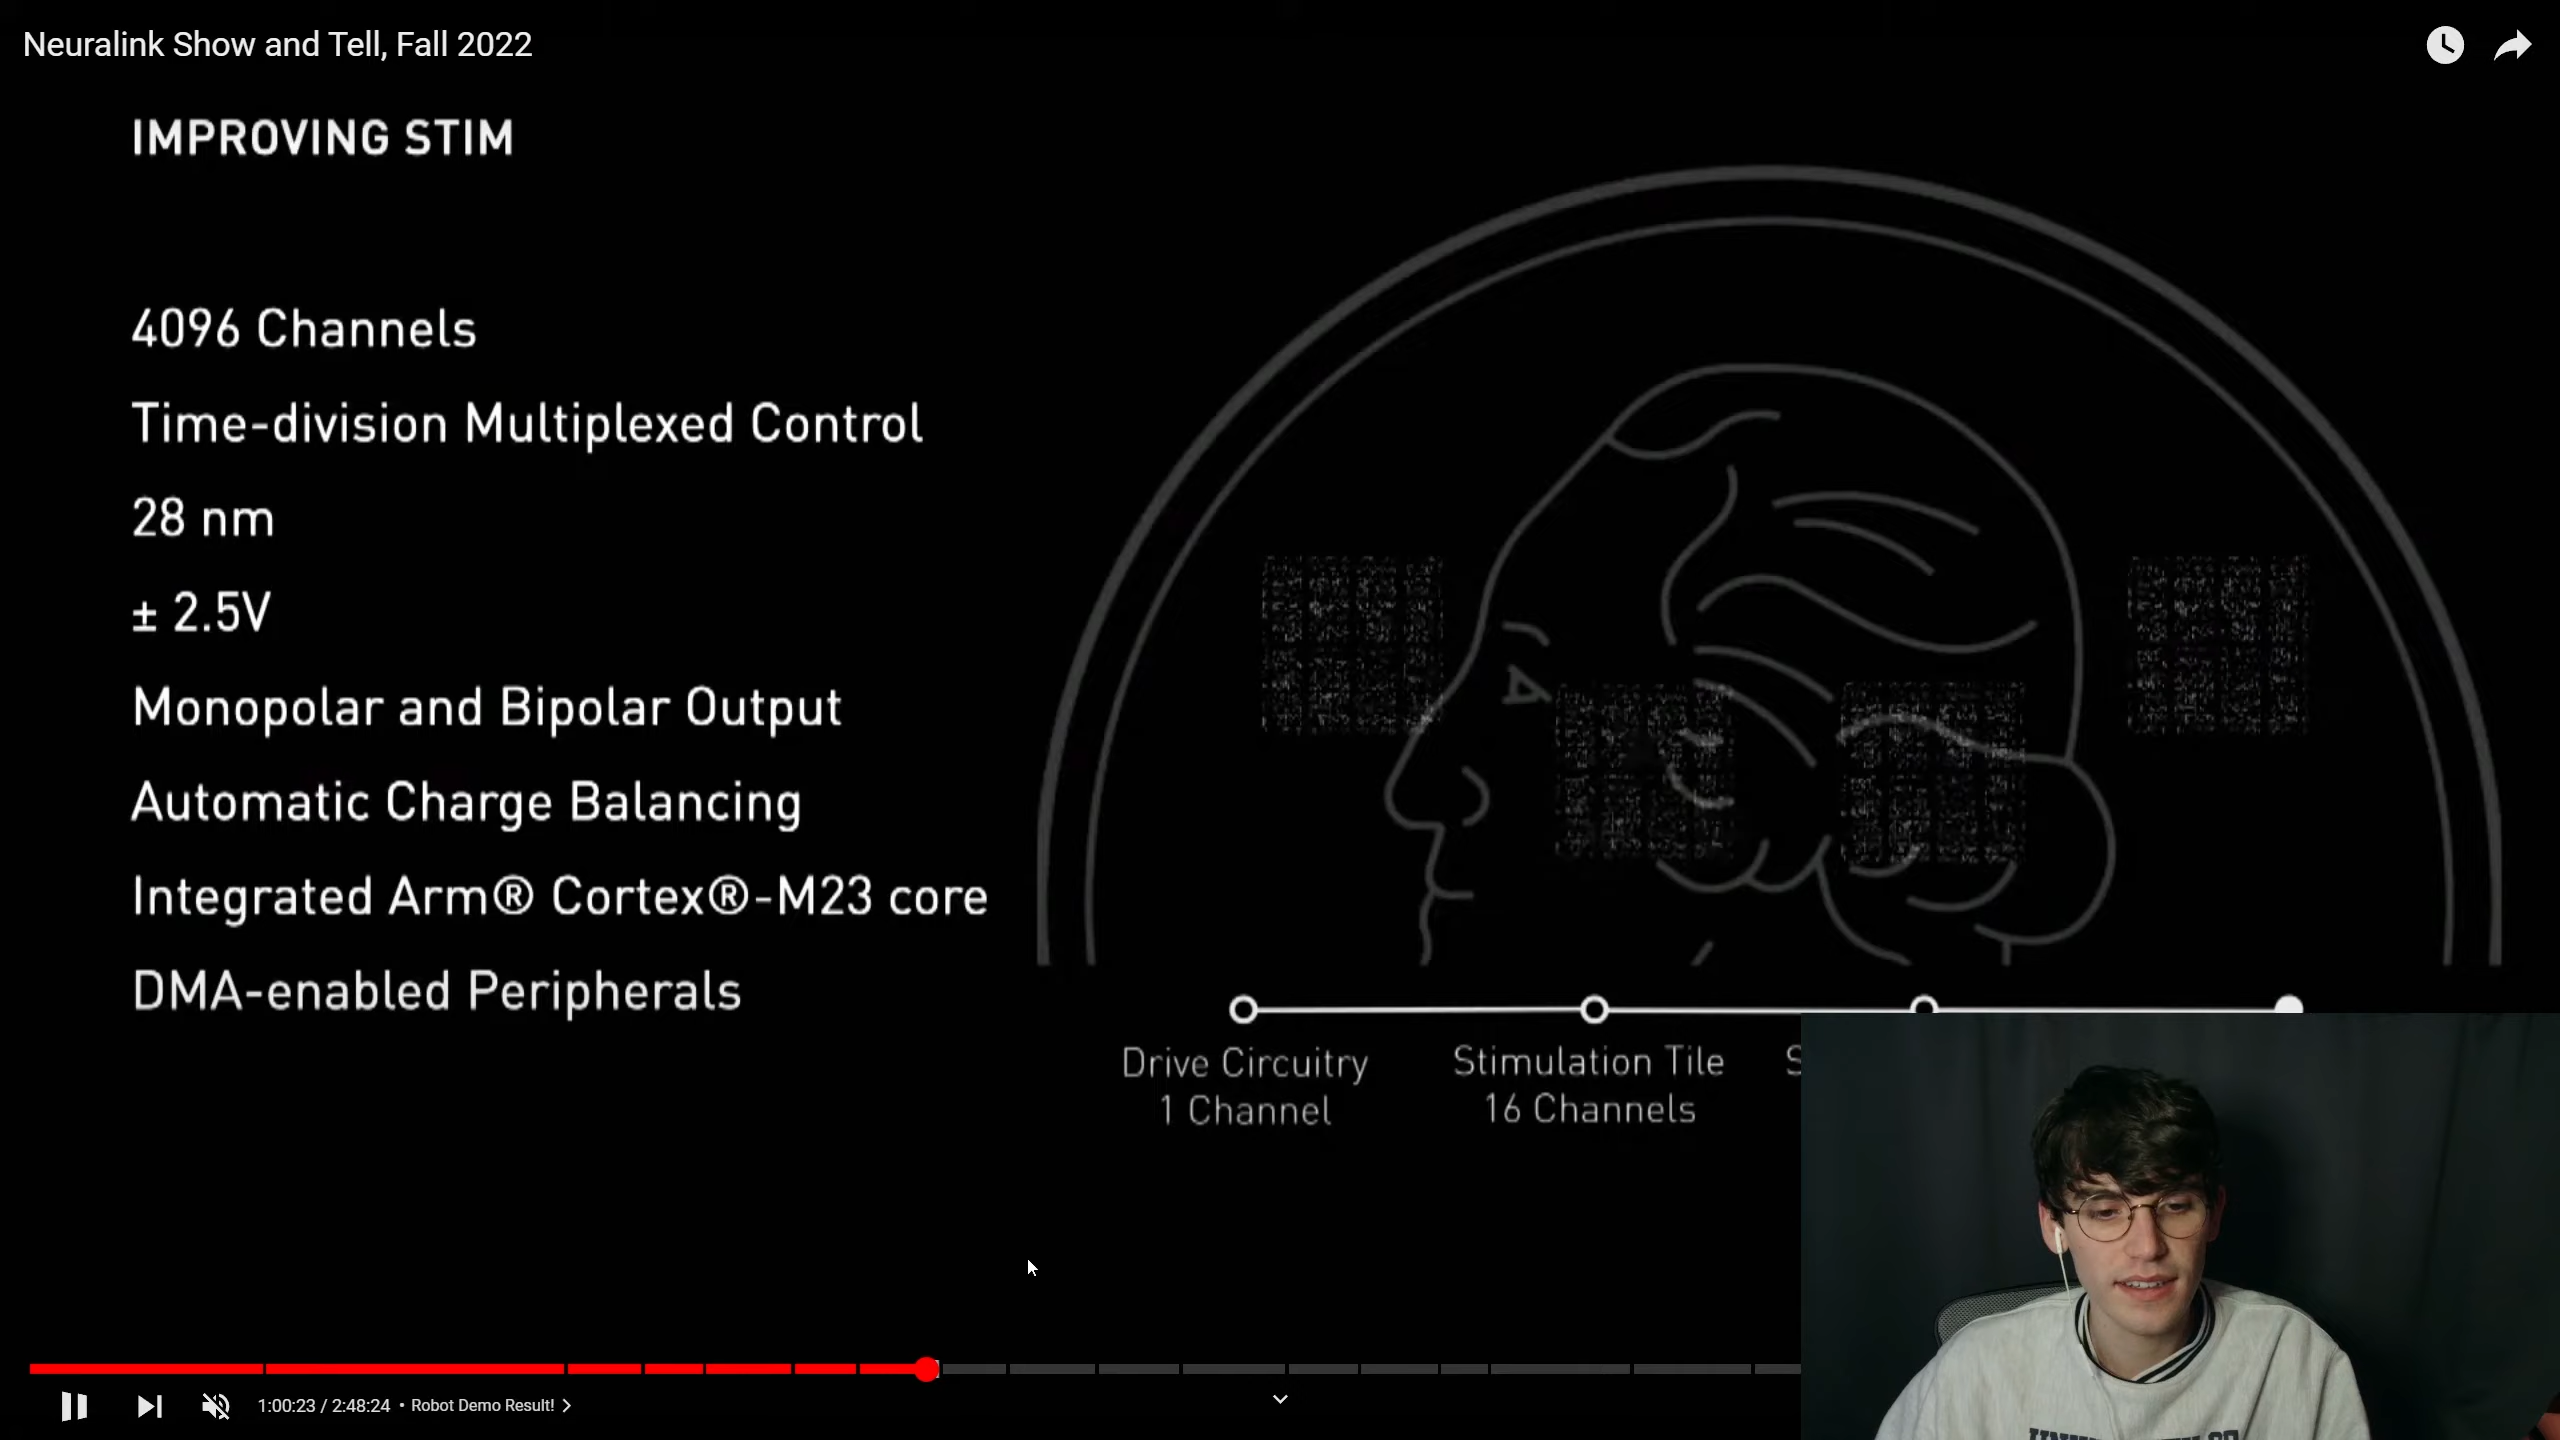 Neuralink Show and Tell, Fall 2022
IMPROVING STIM
4096 Channels
Time-division Multiplexed Control
28 nm
± 2.5V
Monopolar and Bipolar Output
Automatic Charge Balancing
Integrated Arm® Cortex®-M23 core
DMA-enabled Peripherals
Drive Circuitry
1 Channel
Stimulation Tile
16 Channels
1:00:23 / 2:48:24 • Robot Demo Result!